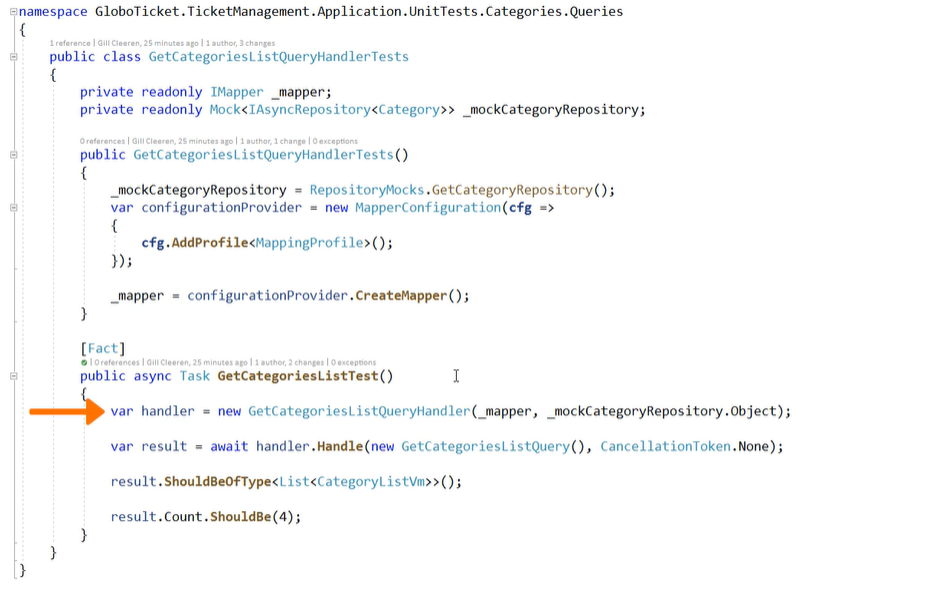 namespace GloboTicket.TicketManagement.Application.UnitTests.Categories.Queries
{
1 reference | Gill Cleeren, 25 minutes ago | 1 author, 3 changes
public class GetCategoriesListQueryHandlerTests
{
private readonly IMapper _mapper;
private readonly Mock<IAsyncRepository<Category>> _mockCategoryRepository;
0 references | Gill Cleeren, 25 minutes ago | 1 author, 1 change | 0 exceptions
public GetCategoriesListQueryHandlerTests()
{
_mockCategoryRepository = RepositoryMocks.GetCategoryRepository();
var configurationProvider = new MapperConfiguration(cfg =>
{
cfg.AddProfile<MappingProfile>();
});
_mapper = configurationProvider.CreateMapper();
}
[Fact]
| 0 references | Gill Cleeren, 25 minutes ago | 1 author, 2 changes | 0 exceptions
public async Task GetCategoriesListTest()
{
var handler = new GetCategoriesListQueryHandler(_mapper, _mockCategoryRepository.Object);
var result = await handler.Handle(new GetCategoriesListQuery(), CancellationToken.None);
result.ShouldBeOfType<List<CategoryListVm>>();
result.Count.ShouldBe(4);
}
}
}